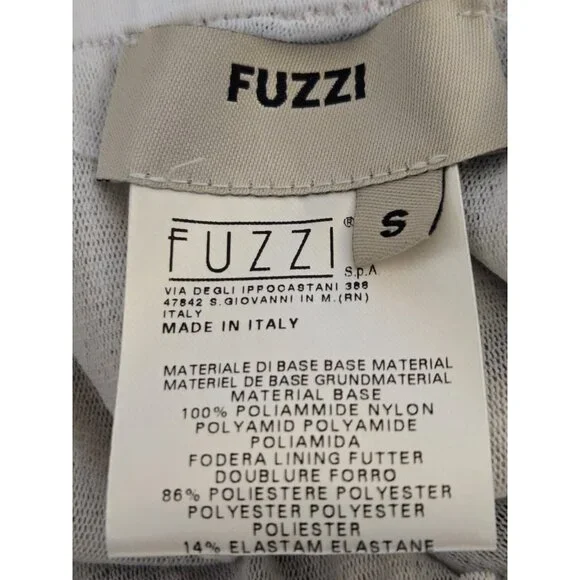 FUZZI
S
FUZZI®
S.p.A.
VIA DEGLI IPPOCASTANI 388
47842 S.GIOVANNI IN M.(RN)
ITALY
MADE IN ITALY
MATERIALE DI BASE BASE MATERIAL
MATERIEL DE BASE GRUNDMATERIAL
MATERIAL BASE
100% POLIAMMIDE NYLON
POLYAMID POLYAMIDE
POLIAMIDA
FODERA LINING FUTTER
DOUBLURE FORRO
86% POLIESTERE POLYESTER
POLYESTER POLYESTER
POLIESTER
14% ELASTAM ELASTANE